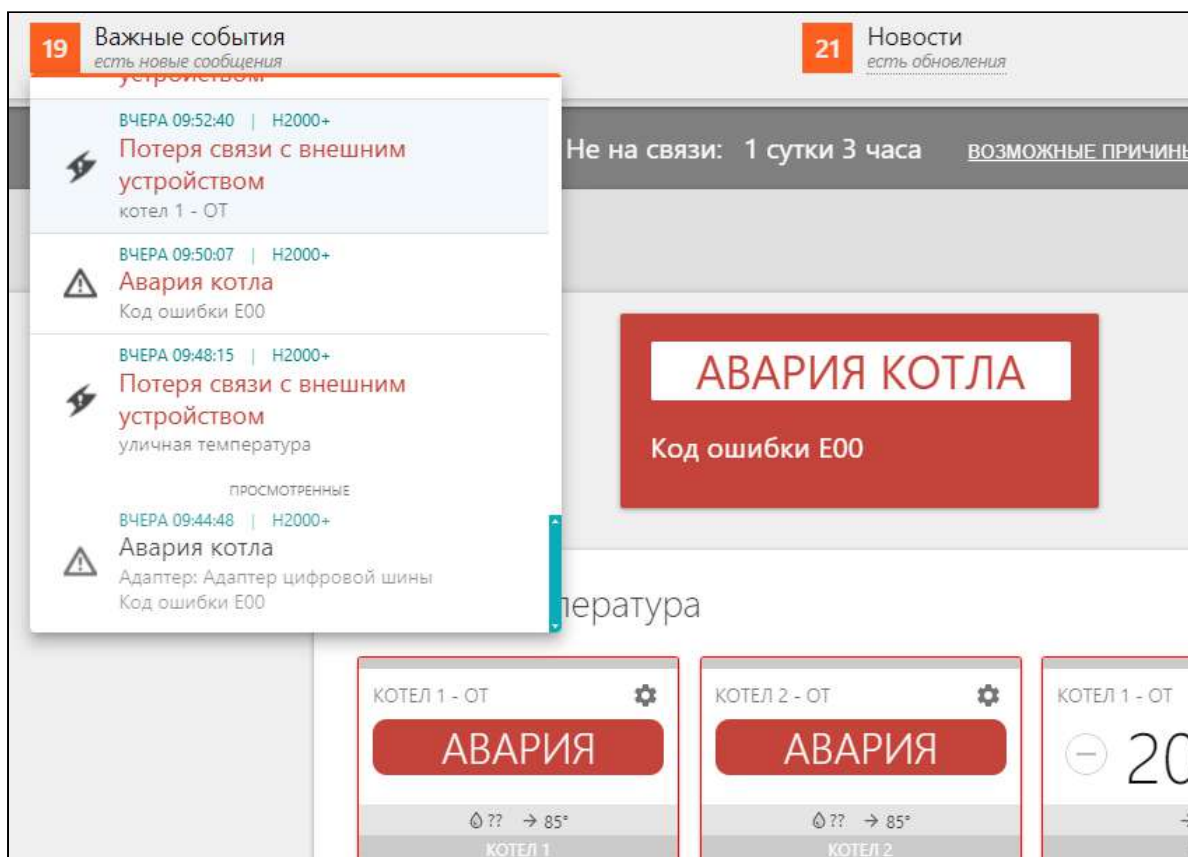 19
Важные события
есть новые сообщения
21
Новости
есть обновления
устройством
ВЧЕРА 09:52:40 | H2000+
Потеря связи с внешним
устройством
котел 1 - ОТ
Не на связи: 1 сутки 3 часа
ВОЗМОЖНЫЕ ПРИЧИНЫ
ВЧЕРА 09:50:07 | H2000+
Авария котла
Код ошибки E00
ВЧЕРА 09:48:15 | H2000+
Потеря связи с внешним
устройством
уличная температура
ПРОСМОТРЕННЫЕ
ВЧЕРА 09:44:48 | H2000+
Авария котла
Адаптер: Адаптер цифровой шины
Код ошибки E00
АВАРИЯ КОТЛА
Код ошибки E00
пература
КОТЕЛ 1 - ОТ
АВАРИЯ
?? → 85°
КОТЕЛ 1
КОТЕЛ 2 - ОТ
АВАРИЯ
?? → 85°
КОТЕЛ 2
КОТЕЛ 1 - ОТ
20